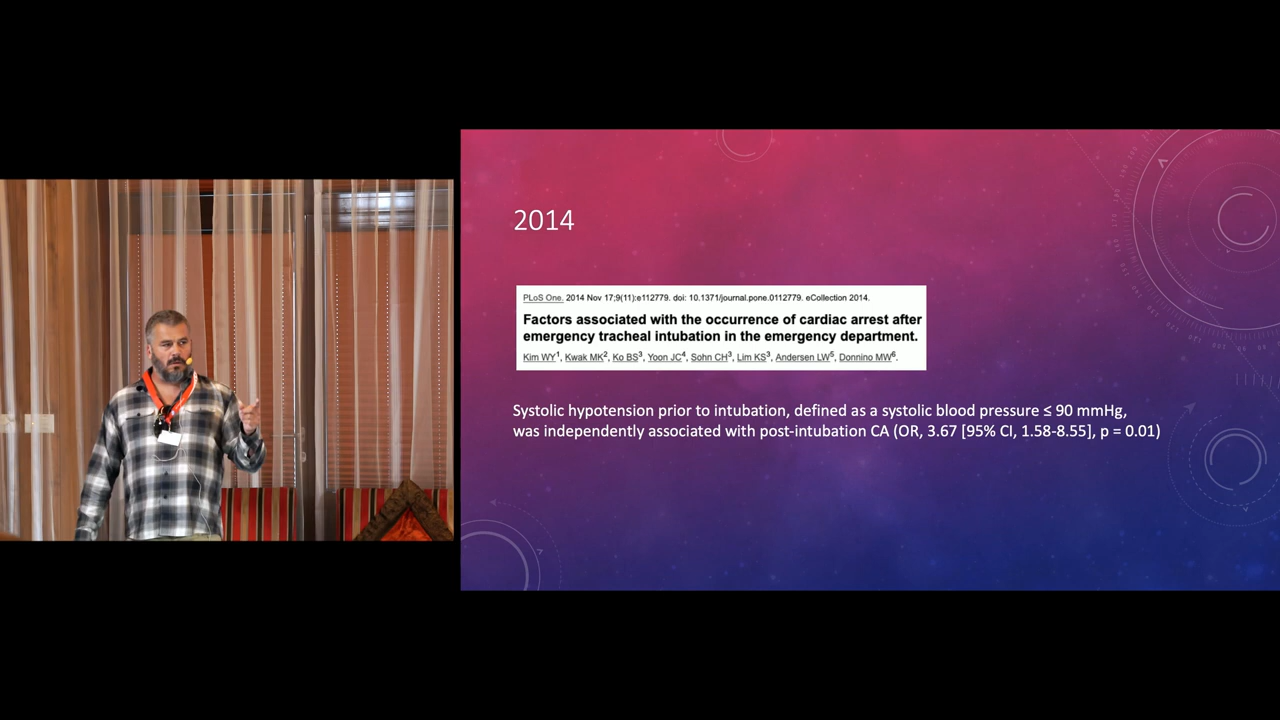 2014
PLoS One. 2014 Nov 17;9(11):e112779. doi: 10.1371/journal.pone.0112779. eCollection 2014.
Factors associated with the occurrence of cardiac arrest after
emergency tracheal intubation in the emergency department.
Kim WY1, Kwak MK2, Ko BS3, Yoon JC4, Sohn CH3, Lim KS3, Andersen LW5, Donnino MW6.
Systolic hypotension prior to intubation, defined as a systolic blood pressure ≤ 90 mmHg,
was independently associated with post-intubation CA (OR, 3.67 [95% CI, 1.58-8.55], p = 0.01)